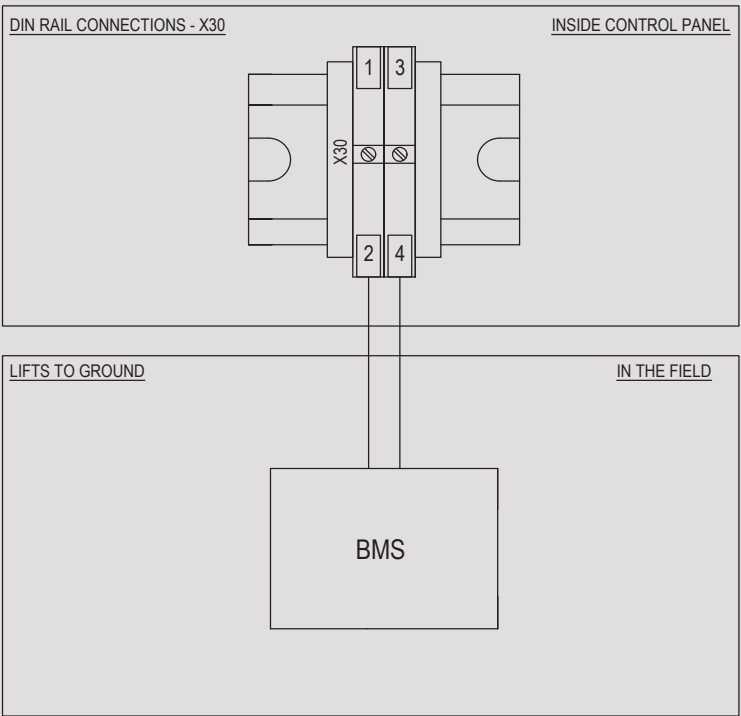 DIN RAIL CONNECTIONS - X30
INSIDE CONTROL PANEL
1 3
X30
2 4
LIFTS TO GROUND
IN THE FIELD
BMS